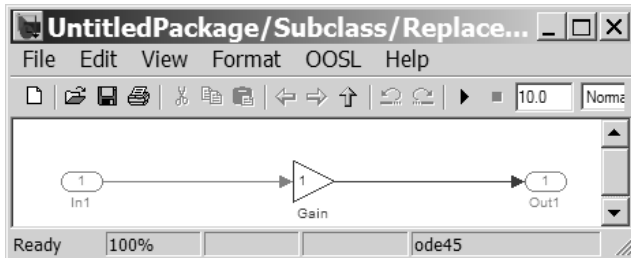 UntitledPackage/Subclass/Replace...
File Edit View Format OOSL Help
10.0 Norma
1 1 1
In1 Gain Out1
Ready 100% ode45